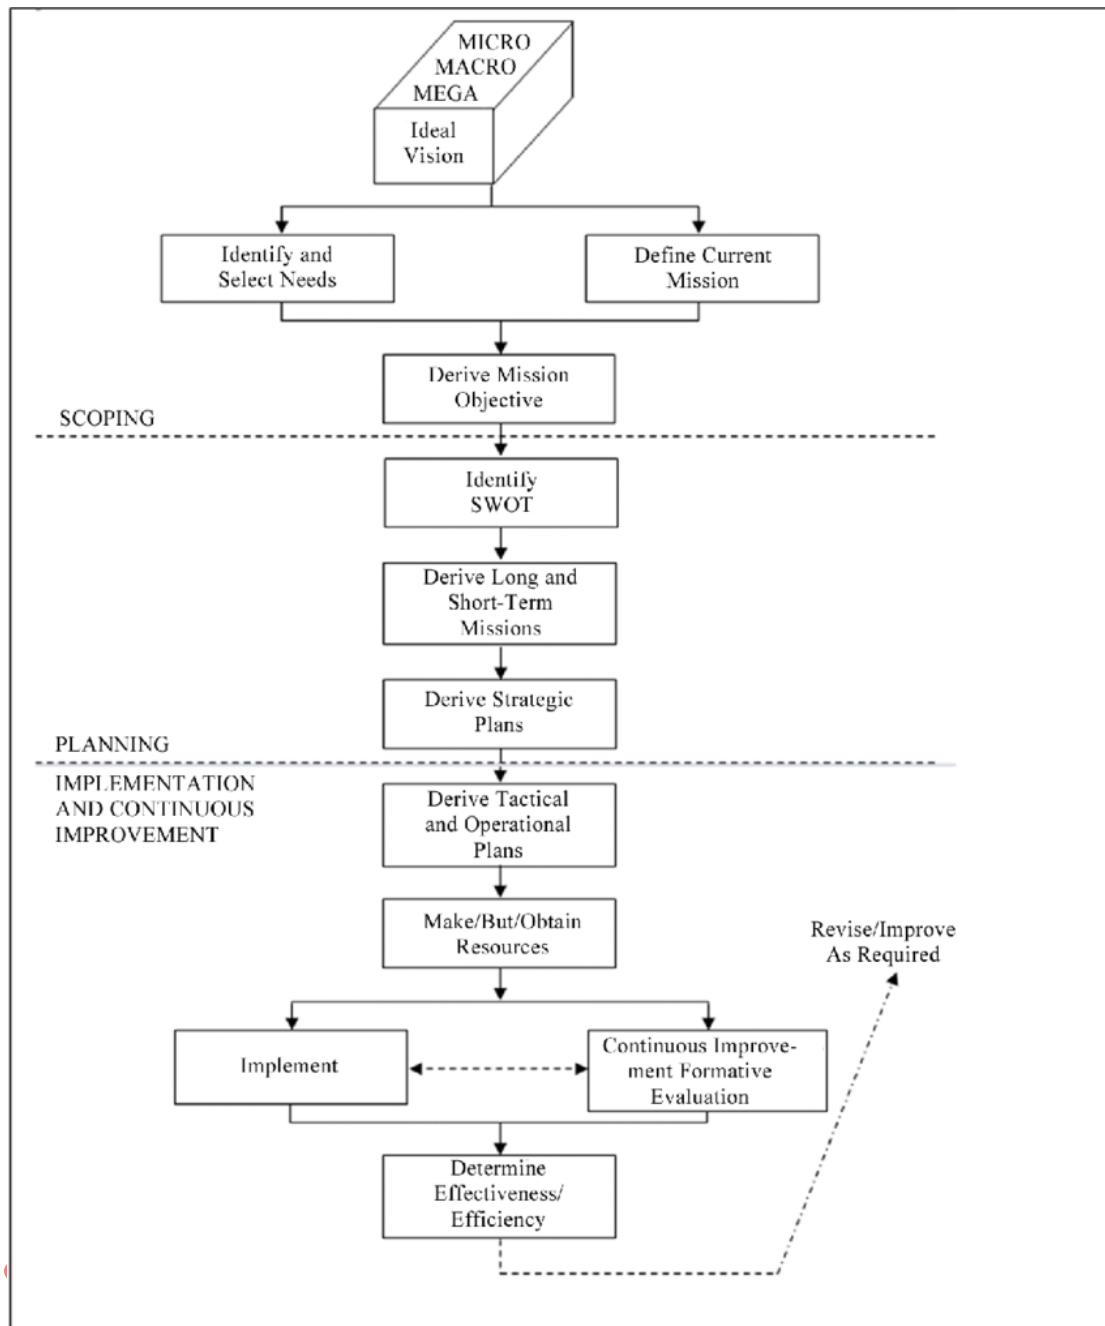 MICRO
MACRO
MEGA
Ideal
Vision
Identify and
Select Needs
Define Current
Mission
Derive Mission
Objective
SCOPING
Identify
SWOT
Derive Long and
Short-Term
Missions
Derive Strategic
Plans
PLANNING
IMPLEMENTATION
AND CONTINUOUS
IMPROVEMENT
Derive Tactical
and Operational
Plans
Make/But/Obtain
Resources
Revise/Improve
As Required
Implement
Continuous Improve-
ment Formative
Evaluation
Determine
Effectiveness/
Efficiency